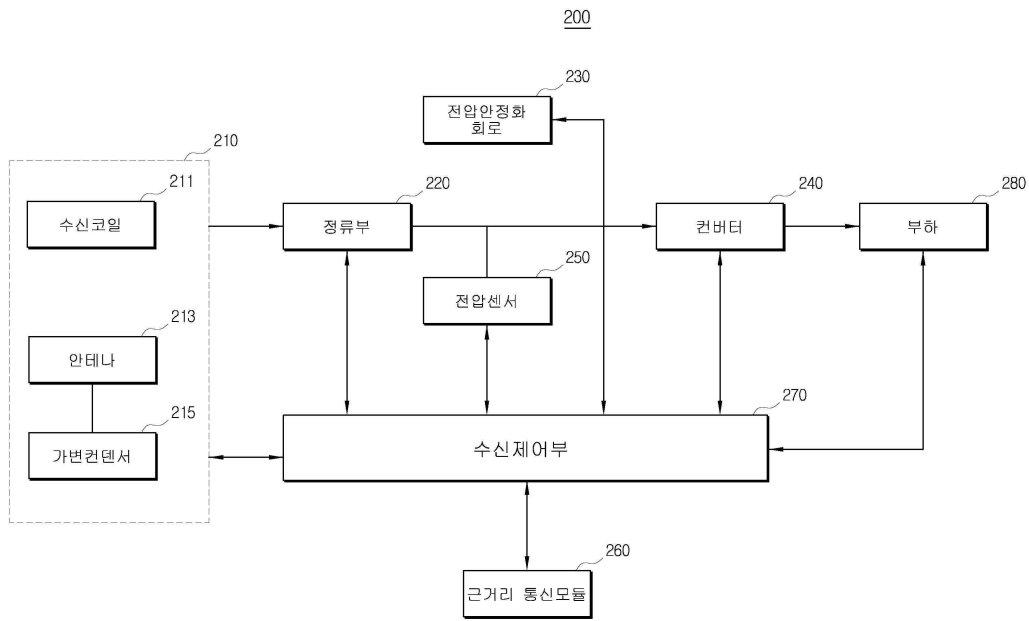 200
230
전압안정화
회로
210
211
수신코일
220
정류부
240
컨버터
280
부하
250
전압센서
213
안테나
215
가변컨덴서
270
수신제어부
260
근거리 통신모듈